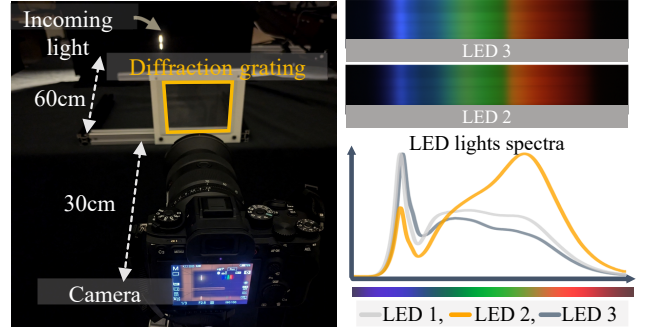 Incoming
light
Diffraction grating
60cm
30cm
Camera
LED 3
LED 2
LED lights spectra
LED 1, LED 2, LED 3